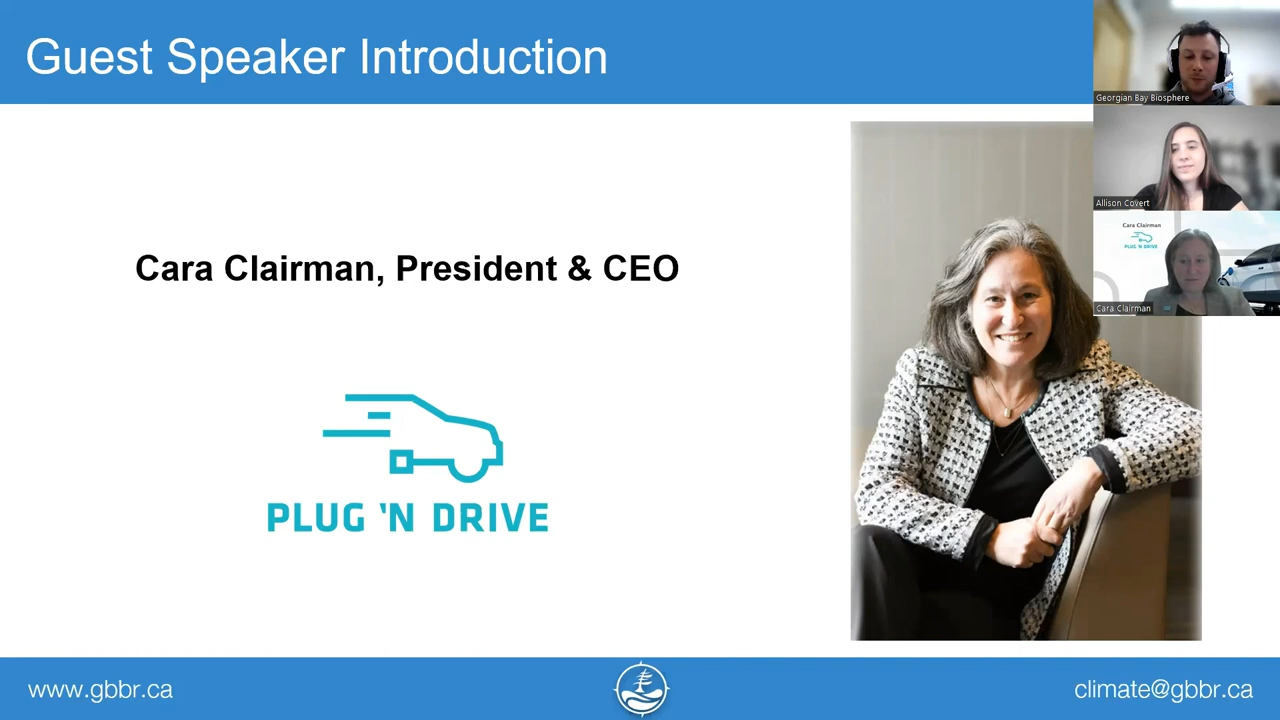 Guest Speaker Introduction
Georgian Bay Biosphere
Allison Covert
Cara Clairman
PLUG 'N DRIVE
Cara Clairman
Cara Clairman, President & CEO
PLUG 'N DRIVE
www.gbbr.ca
climate@gbbr.ca